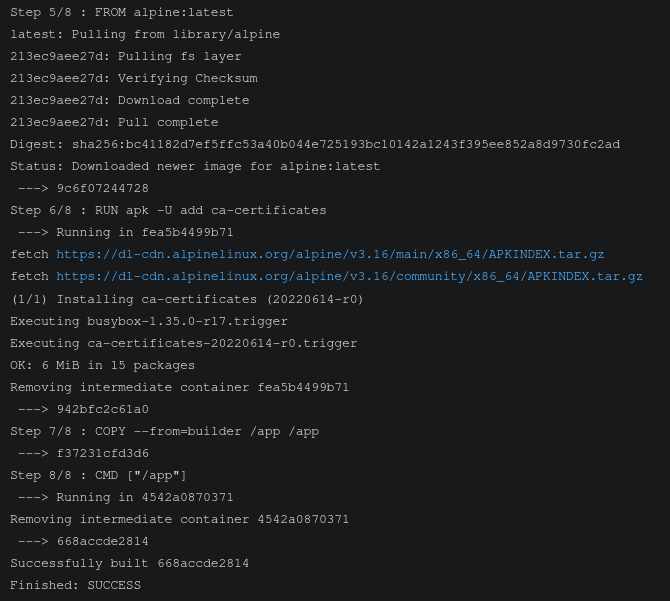 Step 5/8 : FROM alpine:latest
latest: Pulling from library/alpine
213ec9aee27d: Pulling fs layer
213ec9aee27d: Verifying Checksum
213ec9aee27d: Download complete
213ec9aee27d: Pull complete
Digest: sha256:bc41182d7ef5ffc53a40b044e725193bc10142a1243f395ee852a8d9730fc2ad
Status: Downloaded newer image for alpine:latest
 ---> 9c6f07244728
Step 6/8 : RUN apk -U add ca-certificates
 ---> Running in fea5b4499b71
fetch https://dl-cdn.alpinelinux.org/alpine/v3.16/main/x86_64/APKINDEX.tar.gz
fetch https://dl-cdn.alpinelinux.org/alpine/v3.16/community/x86_64/APKINDEX.tar.gz
(1/1) Installing ca-certificates (20220614-r0)
Executing busybox-1.35.0-r17.trigger
Executing ca-certificates-20220614-r0.trigger
OK: 6 MiB in 15 packages
Removing intermediate container fea5b4499b71
 ---> 942bfc2c61a0
Step 7/8 : COPY --from=builder /app /app
 ---> f37231cfd3d6
Step 8/8 : CMD ["/app"]
 ---> Running in 4542a0870371
Removing intermediate container 4542a0870371
 ---> 668accde2814
Successfully built 668accde2814
Finished: SUCCESS